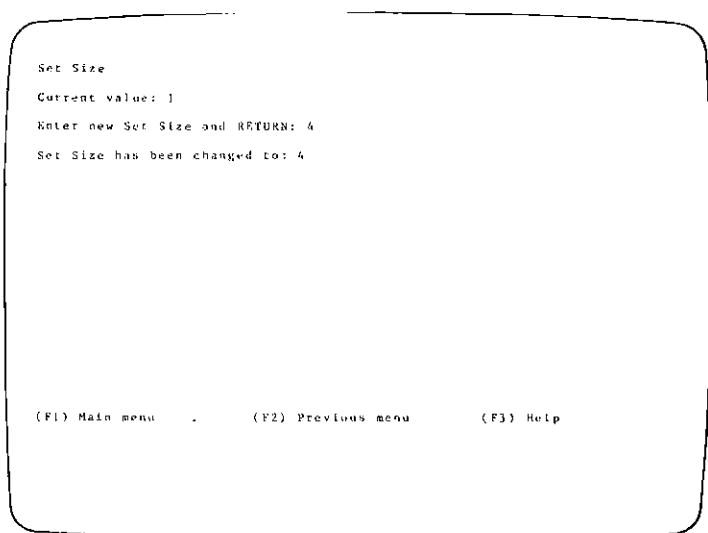 Set Size
Current value: 1
Enter new Set Size and RETURN: 4
Set Size has been changed to: 4
(F1) Main menu (F2) Previous menu (F3) Help